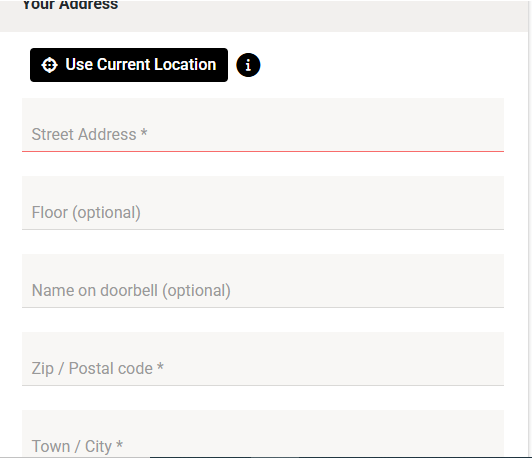 Your Address
Use Current Location
Street Address *
Floor (optional)
Name on doorbell (optional)
Zip / Postal code *
Town / City *